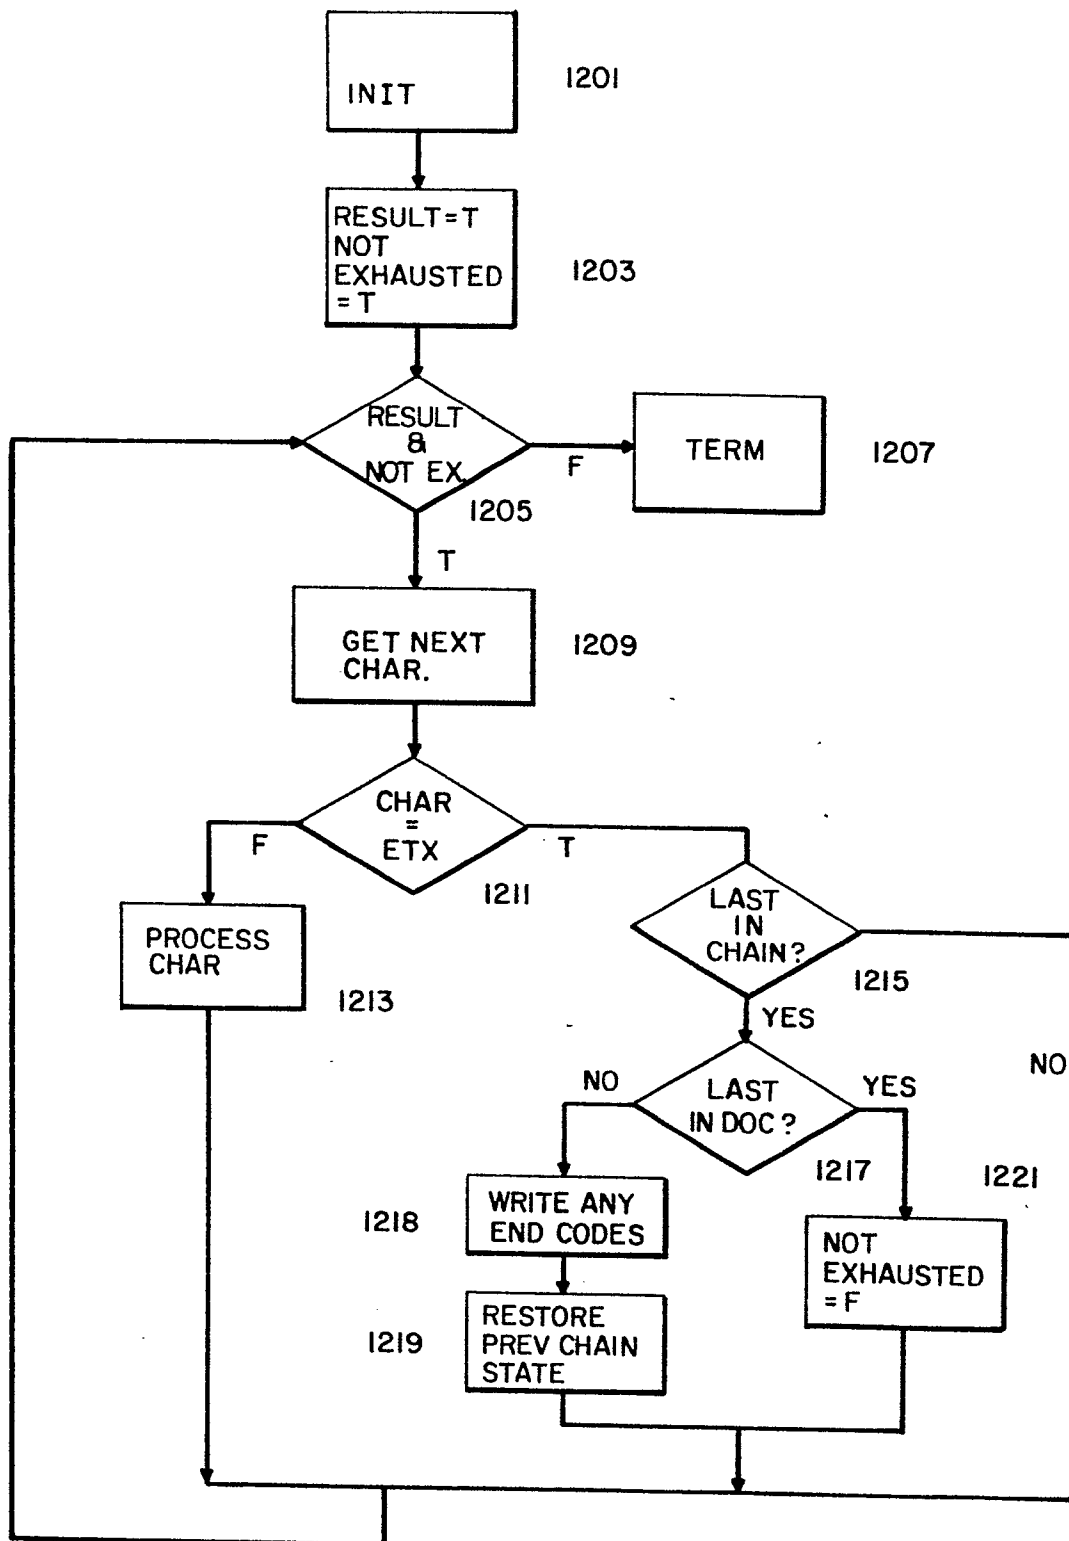 INIT
1201
RESULT=T
NOT
EXHAUSTED
=T
1203
RESULT
&
NOT EX.
1205
F
TERM
1207
T
GET NEXT
CHAR.
1209
CHAR
=
ETX
1211
F
T
PROCESS
CHAR
1213
LAST
IN
CHAIN?
1215
YES
NO
LAST
IN DOC?
1217
NO
YES
1221
WRITE ANY
END CODES
1218
NOT
EXHAUSTED
=F
RESTORE
PREV CHAIN
STATE
1219